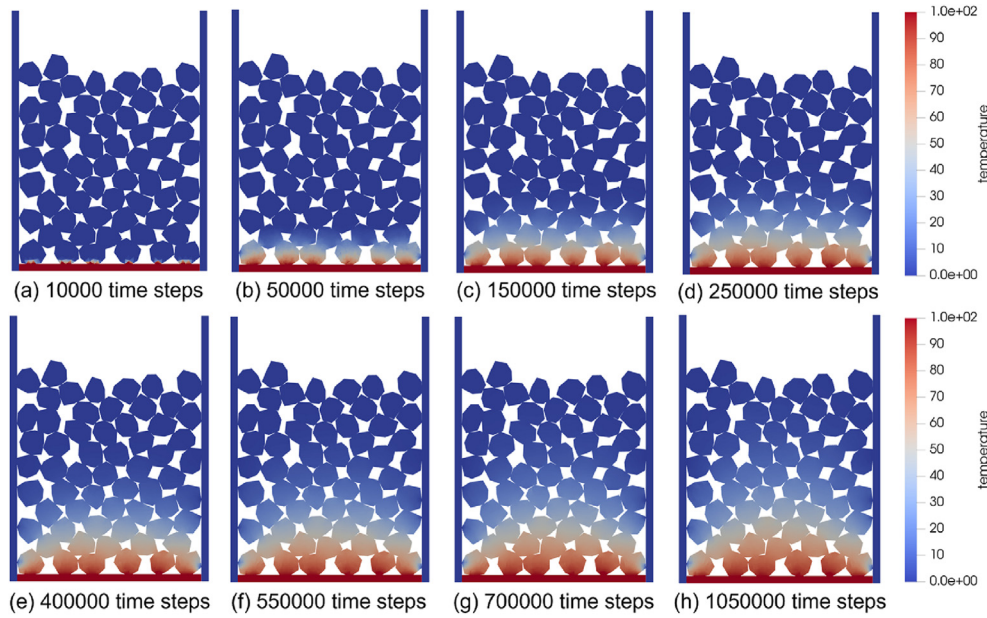 1.0e+02
90
80
70
60
50
40
30
20
10
0.0e+00
temperature
(a) 10000 time steps
(b) 50000 time steps
(c) 150000 time steps
(d) 250000 time steps
1.0e+02
90
80
70
60
50
40
30
20
10
0.0e+00
temperature
(e) 400000 time steps
(f) 550000 time steps
(g) 700000 time steps
(h) 1050000 time steps